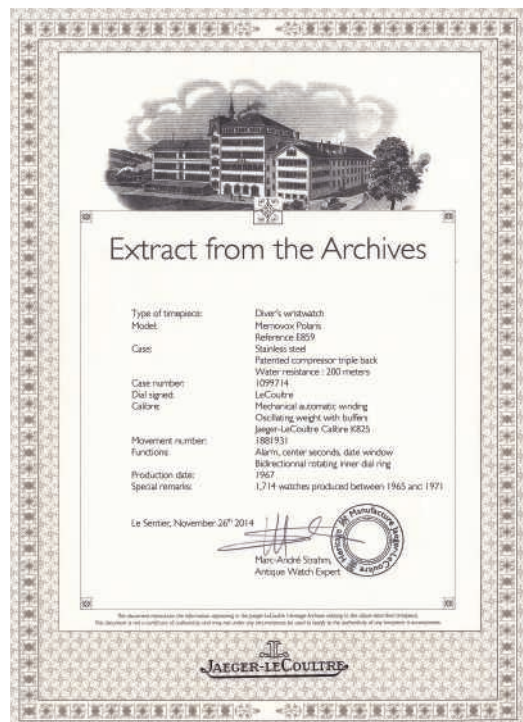 Extract from the Archives
Type of timepiece: Diver's wristwatch
Model: Memovox Polaris
Reference E859
Case: Stainless steel
Patented compressor triple back
Water resistance : 200 meters
Case number: 1099714
Dial signed: LeCoultre
Calibre: Mechanical automatic winding
Oscillating weight with buffers
Jaeger-LeCoultre Calibre K825
Movement number: 1881931
Functions: Alarm, center seconds, date window
Bidirectionnal rotating inner dial ring
Production date: 1967
Special remarks: 1,714 watches produced between 1965 and 1971
Le Sentier, November 26th 2014
Manufacture Jaeger-LeCoultre
Marc-André Strahm,
Antique Watch Expert
JAEGER-LECOULTRE